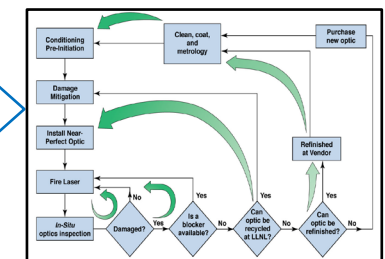 Conditioning
Pre-Initiation
Clean, coat,
and
metrology
Purchase
new optic
Damage
Mitigation
Install Near-
Perfect Optic
Refinished
at Vendor
Fire Laser
No
Yes
Yes
Yes
In-Situ
optics inspection
Damaged?
Yes
Is a
blocker
available?
No
Can
optic be
recycled
at LLNL?
No
Can
optic be
refinished?
No